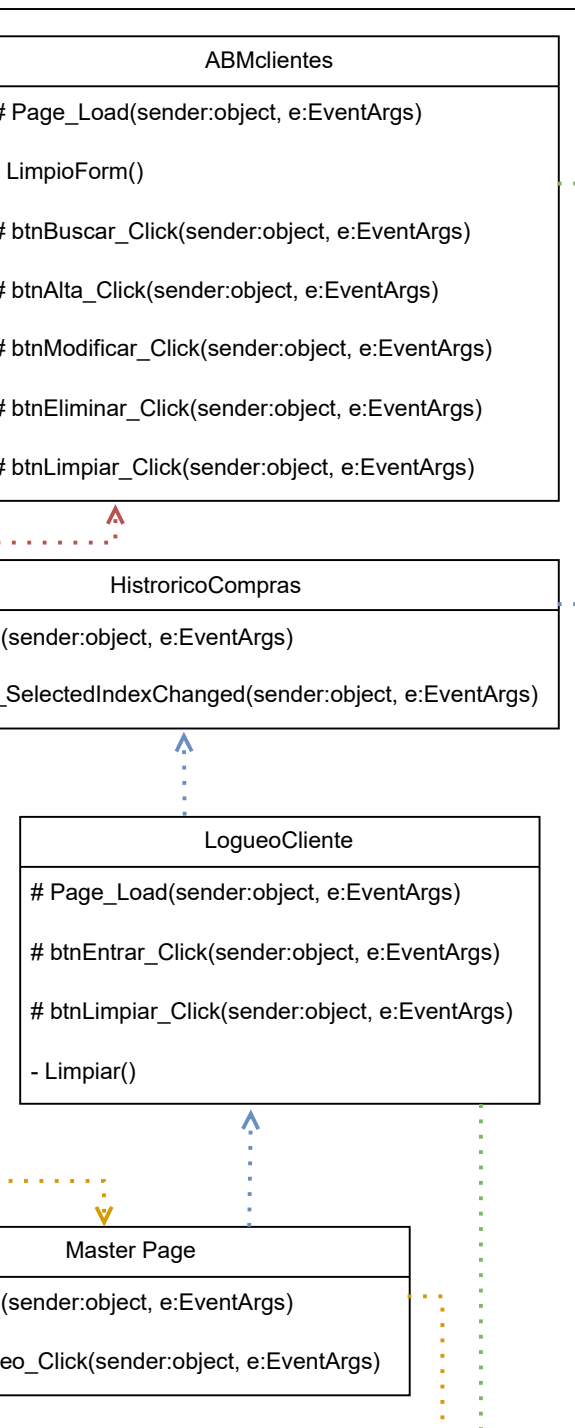 ABMclientes
# Page_Load(sender:object, e:EventArgs)
LimpioForm()
# btnBuscar_Click(sender:object, e:EventArgs)
# btnAlta_Click(sender:object, e:EventArgs)
# btnModificar_Click(sender:object, e:EventArgs)
# btnEliminar_Click(sender:object, e:EventArgs)
# btnLimpiar_Click(sender:object, e:EventArgs)
HistroricoCompras
(sender:object, e:EventArgs)
_SelectedIndexChanged(sender:object, e:EventArgs)
LogueoCliente
# Page_Load(sender:object, e:EventArgs)
# btnEntrar_Click(sender:object, e:EventArgs)
# btnLimpiar_Click(sender:object, e:EventArgs)
- Limpiar()
Master Page
(sender:object, e:EventArgs)
eo_Click(sender:object, e:EventArgs)